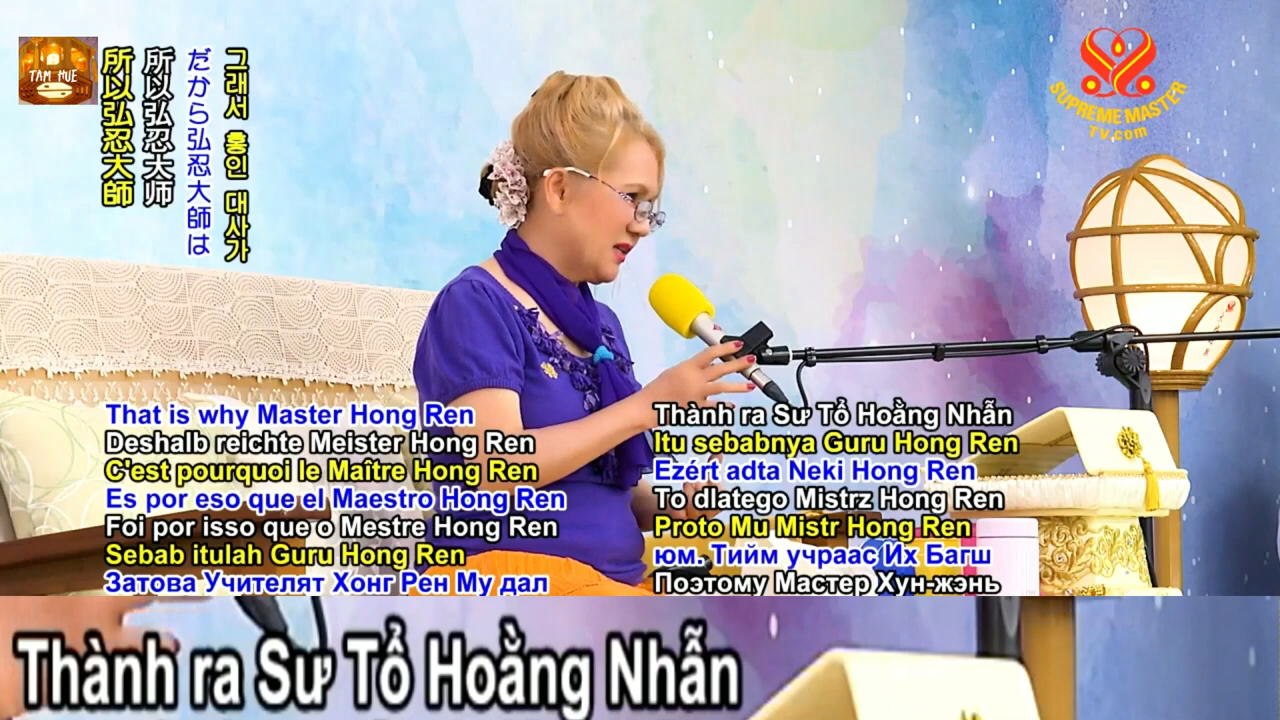 TAM HUE
所以弘忍大師
所以弘忍大师
だから弘忍大師は
그래서 홍인 대사가
SUPREME MASTER
TV.com
That is why Master Hong Ren
Deshalb reichte Meister Hong Ren
C'est pourquoi le Maître Hong Ren
Es por eso que el Maestro Hong Ren
Foi por isso que o Mestre Hong Ren
Sebab itulah Guru Hong Ren
Затова Учителят Хонг Рен Му дал
Thành ra Sư Tổ Hoằng Nhẫn
Itu sebabnya Guru Hong Ren
Ezért adta Neki Hong Ren
To dlatego Mistrz Hong Ren
Proto Mu Mistr Hong Ren
юм. Тийм учраас Их Багш
Поэтому Мастер Хун-жэнь
Thành ra Sư Tổ Hoằng Nhẫn